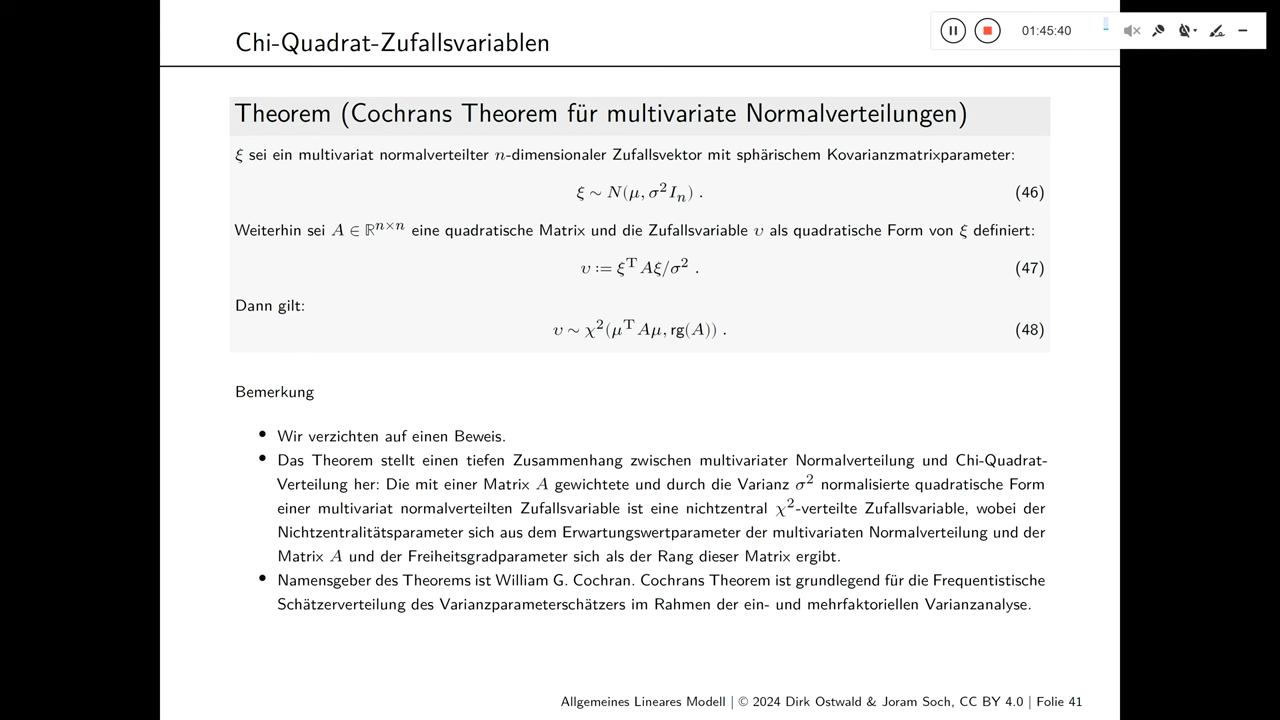 Chi-Quadrat-Zufallsvariablen
01:45:40
Theorem (Cochrans Theorem für multivariate Normalverteilungen)
ξ sei ein multivariat normalverteilter n-dimensionaler Zufallsvektor mit sphärischem Kovarianzmatrixparameter:
ξ ∼ N(μ, σ²Iₙ) . (46)
Weiterhin sei A ∈ ℝⁿˣⁿ eine quadratische Matrix und die Zufallsvariable υ als quadratische Form von ξ definiert:
υ := ξᵀAξ/σ² . (47)
Dann gilt:
υ ∼ χ²(μᵀAμ, rg(A)) . (48)
Bemerkung
• Wir verzichten auf einen Beweis.
• Das Theorem stellt einen tiefen Zusammenhang zwischen multivariater Normalverteilung und Chi-Quadrat-
Verteilung her: Die mit einer Matrix A gewichtete und durch die Varianz σ² normalisierte quadratische Form
einer multivariat normalverteilten Zufallsvariable ist eine nichtzentral χ²-verteilte Zufallsvariable, wobei der
Nichtzentralitätsparameter sich aus dem Erwartungswertparameter der multivariaten Normalverteilung und der
Matrix A und der Freiheitsgradparameter sich als der Rang dieser Matrix ergibt.
• Namensgeber des Theorems ist William G. Cochran. Cochrans Theorem ist grundlegend für die Frequentistische
Schätzerverteilung des Varianzparameterschätzers im Rahmen der ein- und mehrfaktoriellen Varianzanalyse.
Allgemeines Lineares Modell | © 2024 Dirk Ostwald & Joram Soch, CC BY 4.0 | Folie 41